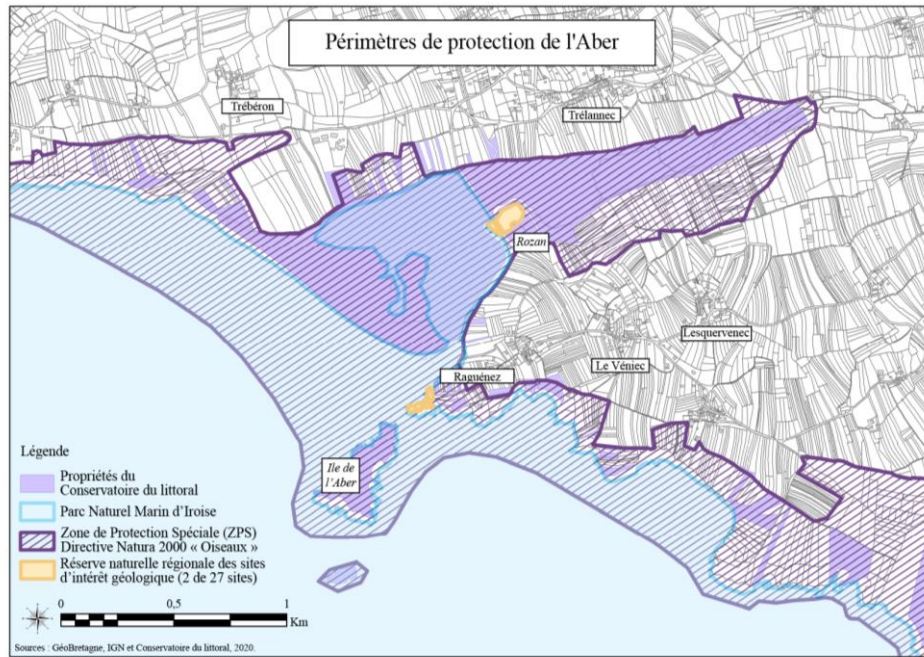 Périmètres de protection de l'Aber
Trébéron
Trélannec
Rozan
Lesquervenec
Le Véniec
Raguénez
Ile de
l'Aber
Légende
Propriétés du
Conservatoire du littoral
Parc Naturel Marin d'Iroise
Zone de Protection Spéciale (ZPS)
Directive Natura 2000 « Oiseaux »
Réserve naturelle régionale des sites
d'intérêt géologique (2 de 27 sites)
0 0,5 1
Km
Sources : GéoBretagne, IGN et Conservatoire du littoral, 2020.